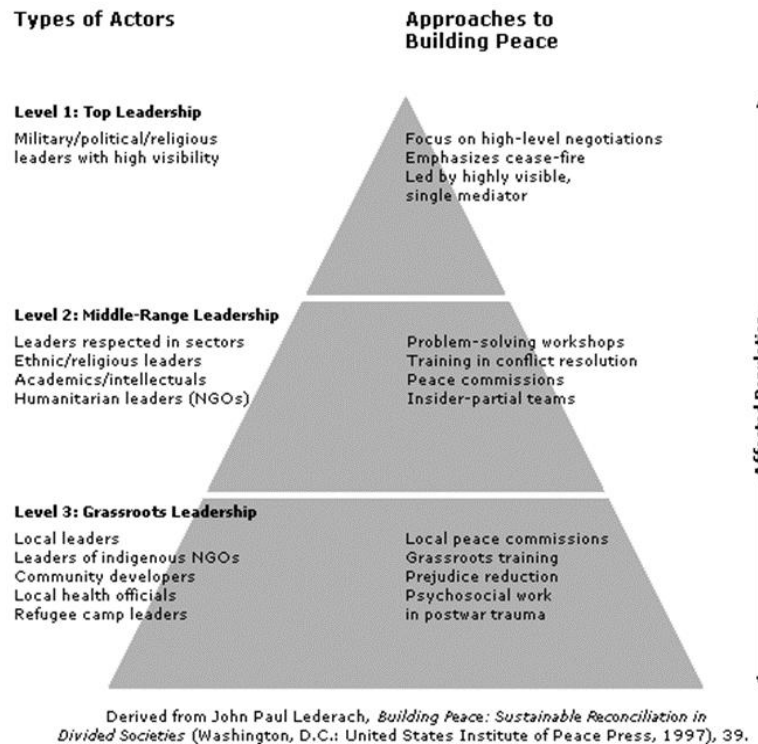 Types of Actors
Approaches to
Building Peace
Level 1: Top Leadership
Military/political/religious
leaders with high visibility
Focus on high-level negotiations
Emphasizes cease-fire
Led by highly visible,
single mediator
Level 2: Middle-Range Leadership
Leaders respected in sectors
Ethnic/religious leaders
Academics/intellectuals
Humanitarian leaders (NGOs)
Problem-solving workshops
Training in conflict resolution
Peace commissions
Insider-partial teams
Level 3: Grassroots Leadership
Local leaders
Leaders of indigenous NGOs
Community developers
Local health officials
Refugee camp leaders
Local peace commissions
Grassroots training
Prejudice reduction
Psychosocial work
in postwar trauma
Derived from John Paul Lederach, Building Peace: Sustainable Reconciliation in
Divided Societies (Washington, D.C.: United States Institute of Peace Press, 1997), 39.